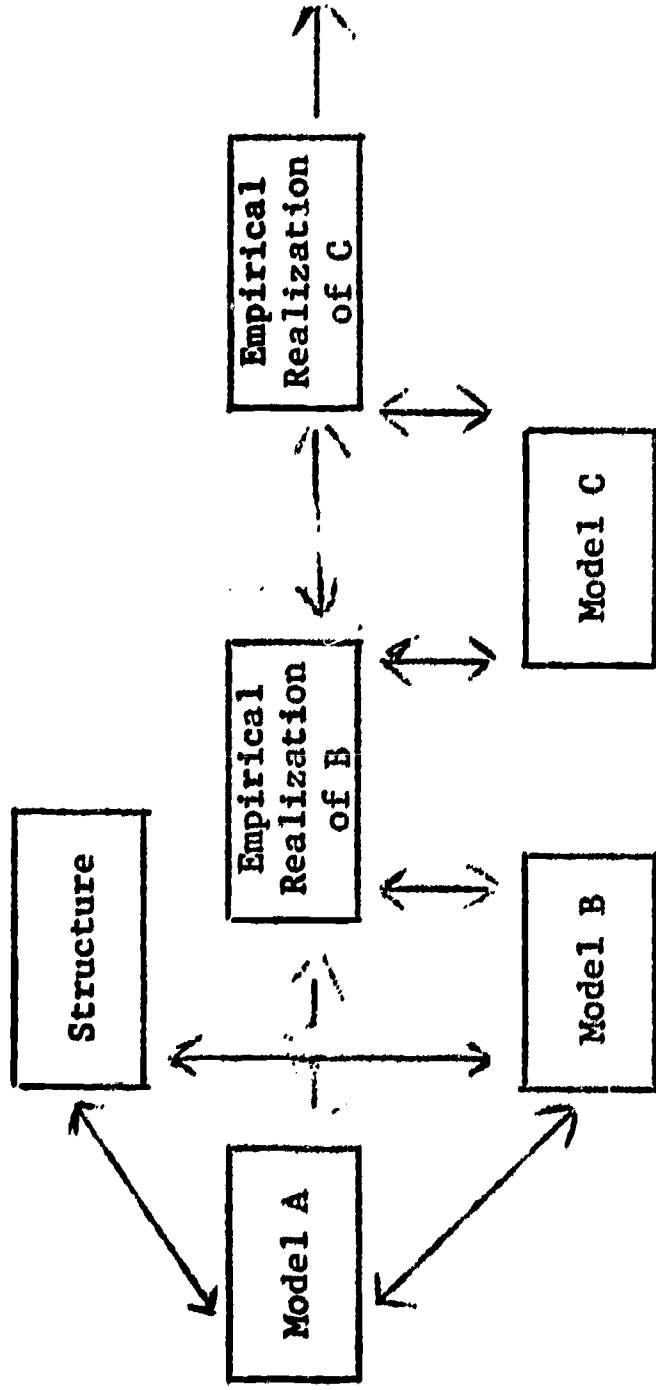 Structure
Model A
Empirical
Realization
of B
Empirical
Realization
of C
Model B
Model C